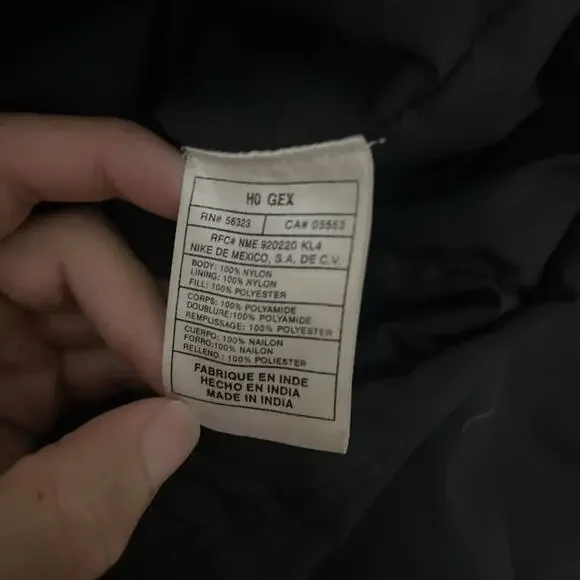 HO GEX
RN# 56323 CA# 05553
RFC# NME 920220 KL4
NIKE DE MEXICO, S.A. DE C.V.
BODY: 100% NYLON
LINING: 100% NYLON
FILL: 100% POLYESTER
CORPS: 100% POLYAMIDE
DOUBLURE:100% POLYAMIDE
REMPLISSAGE: 100% POLYESTER
CUERPO: 100% NAILON
FORRO:100% NAILON
RELLENO : 100% POLIESTER
FABRIQUE EN INDE
HECHO EN INDIA
MADE IN INDIA